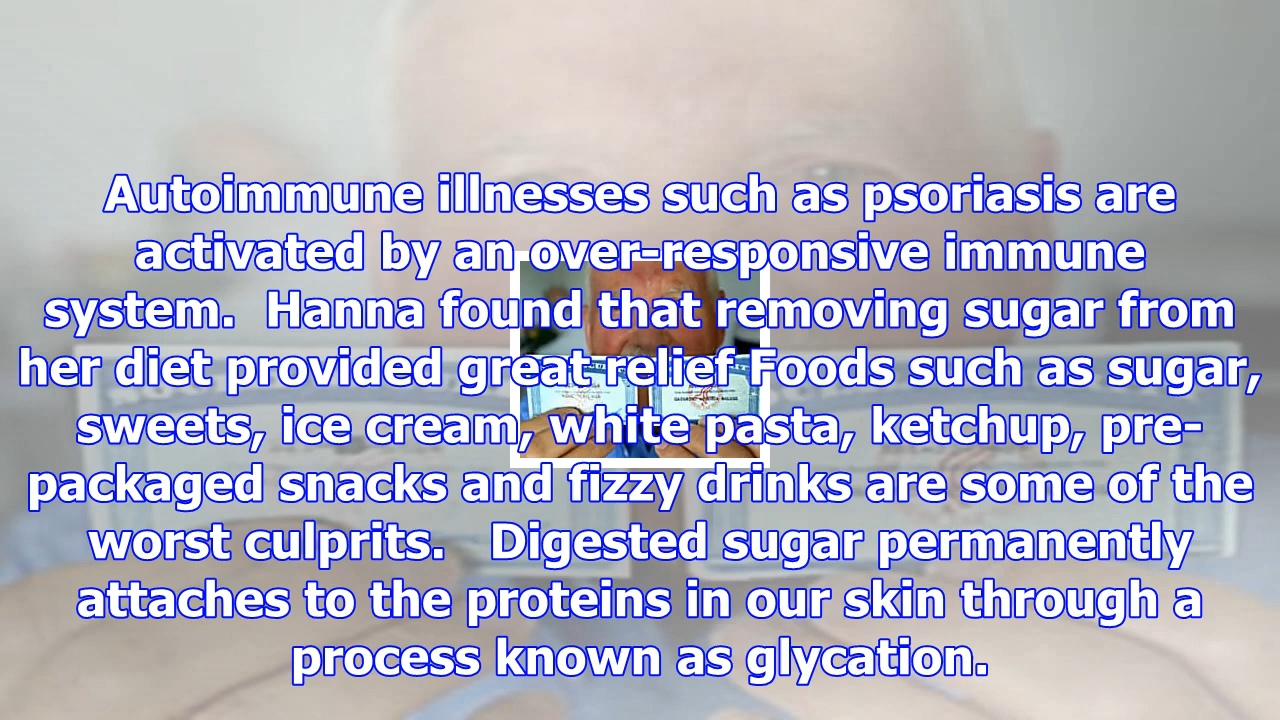 Autoimmune illnesses such as psoriasis are
activated by an over-responsive immune
system.  Hanna found that removing sugar from
her diet provided great relief Foods such as sugar,
sweets, ice cream, white pasta, ketchup, pre-
packaged snacks and fizzy drinks are some of the
worst culprits.   Digested sugar permanently
attaches to the proteins in our skin through a
process known as glycation.